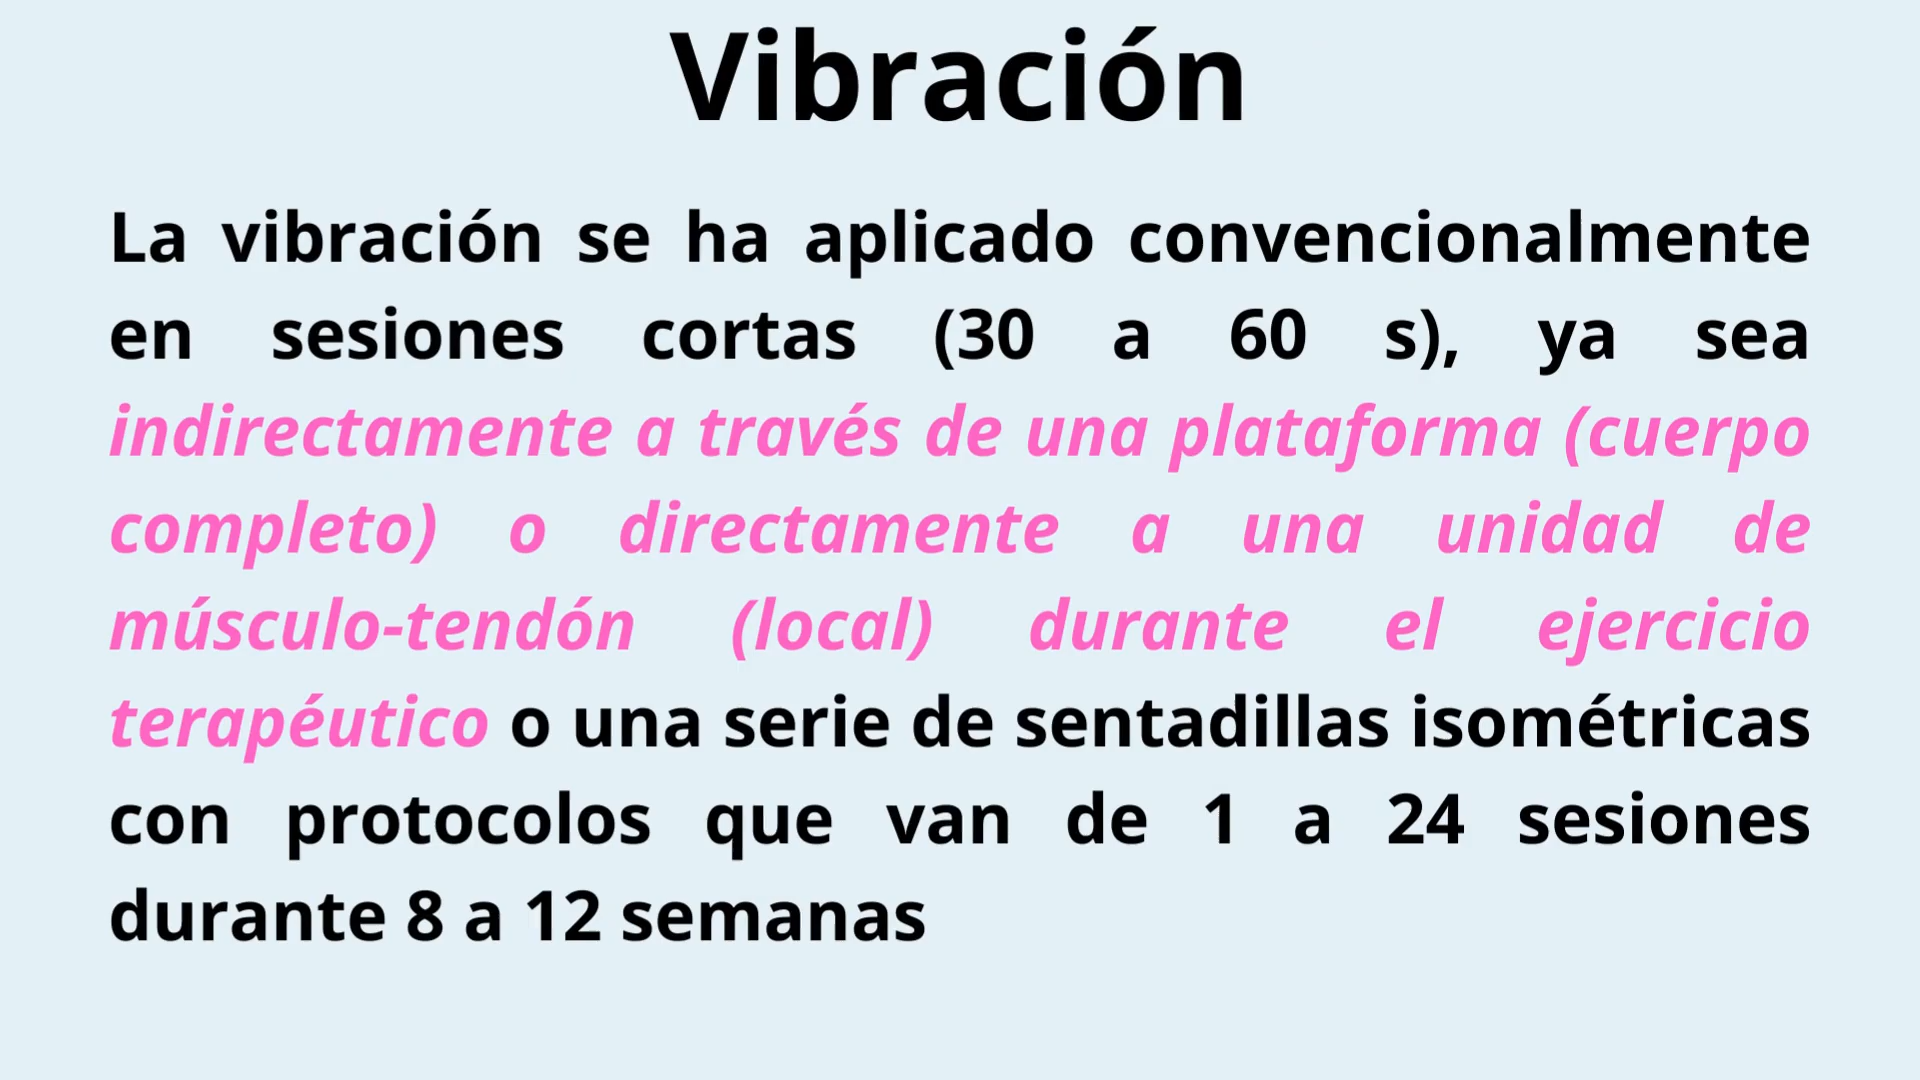 Vibración
La vibración se ha aplicado convencionalmente
en sesiones cortas (30 a 60 s), ya sea
indirectamente a través de una plataforma (cuerpo
completo) o directamente a una unidad de
músculo-tendón (local) durante el ejercicio
terapéutico o una serie de sentadillas isométricas
con protocolos que van de 1 a 24 sesiones
durante 8 a 12 semanas